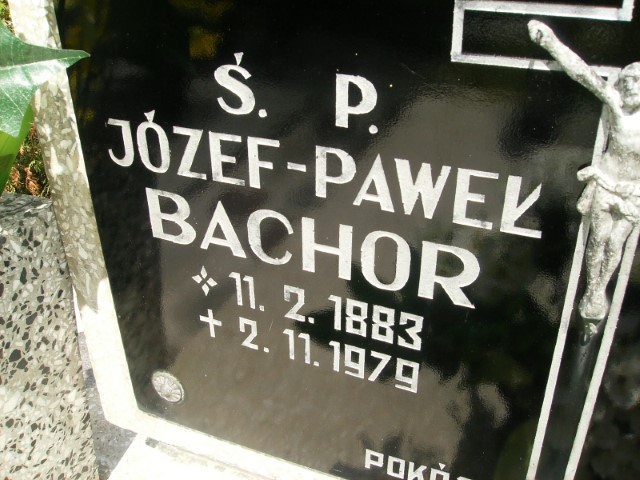 Ś. P.
JÓZEF-PAWEŁ
BACHOR
* 11. 2. 1883
+ 2. 11. 1979